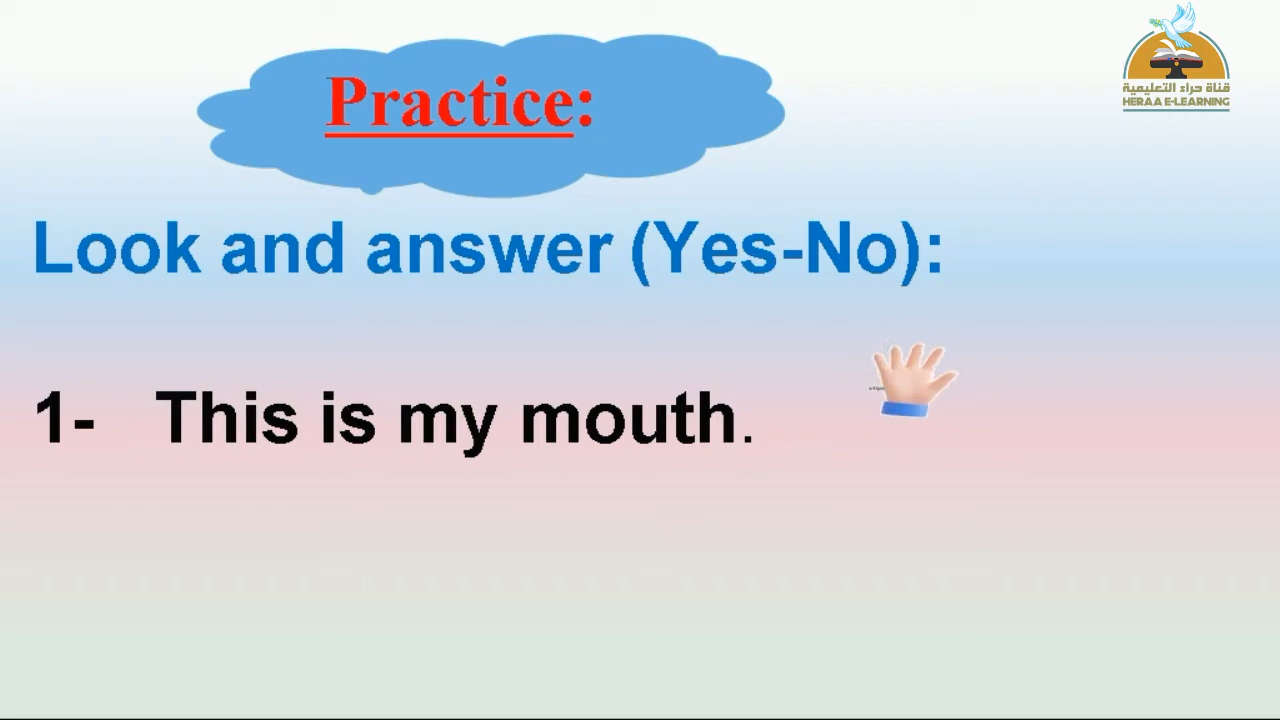 قناة حراء التعليمية
HERAA E-LEARNING
Practice:
Look and answer (Yes-No):
1- This is my mouth.